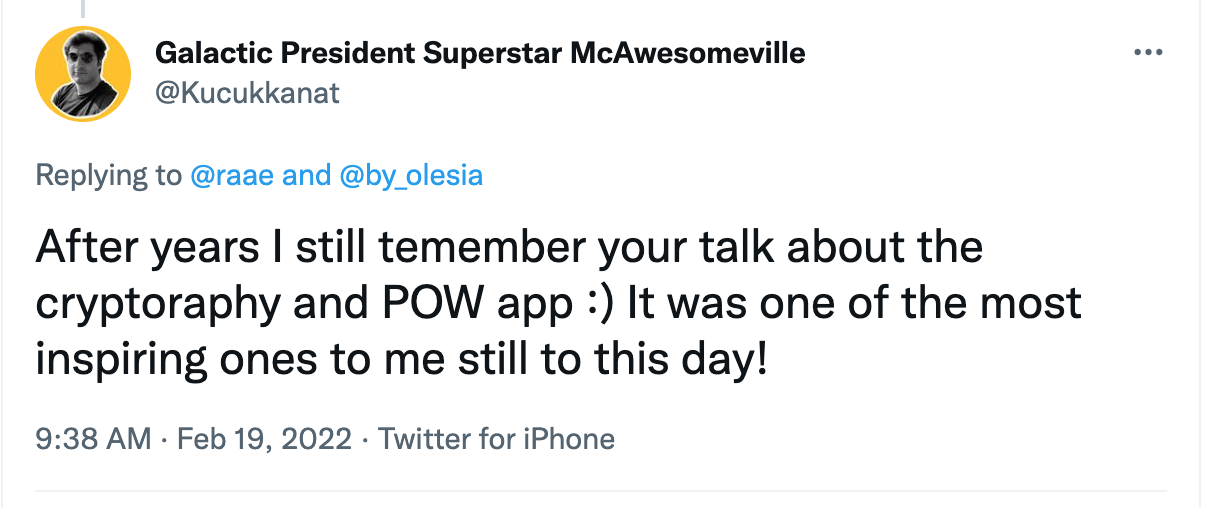 Galactic President Superstar McAwesomeville
@Kucukkanat
Replying to @raae and @by_olesia
After years I still temember your talk about the
cryptoraphy and POW app :) It was one of the most
inspiring ones to me still to this day!
9:38 AM · Feb 19, 2022 · Twitter for iPhone